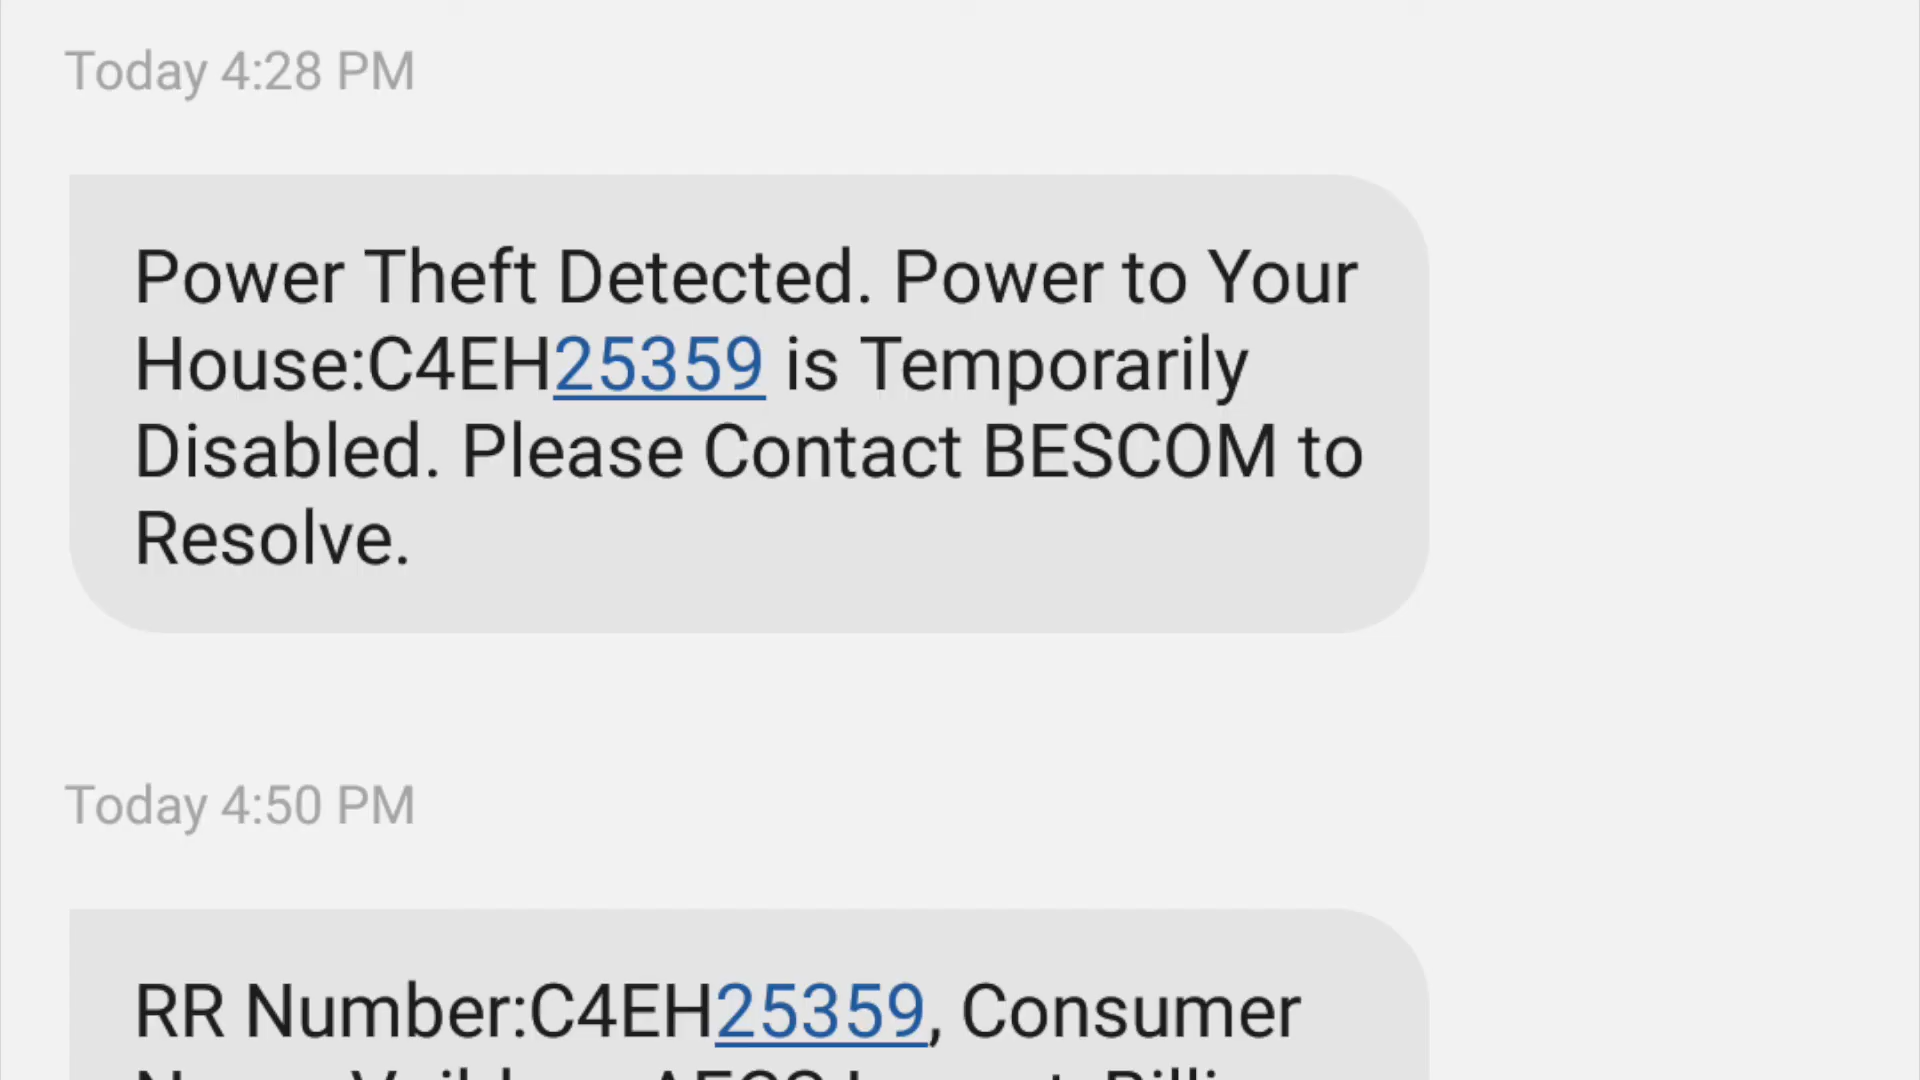 Today 4:28 PM
Power Theft Detected. Power to Your
House:C4EH25359 is Temporarily
Disabled. Please Contact BESCOM to
Resolve.
Today 4:50 PM
RR Number:C4EH25359, Consumer